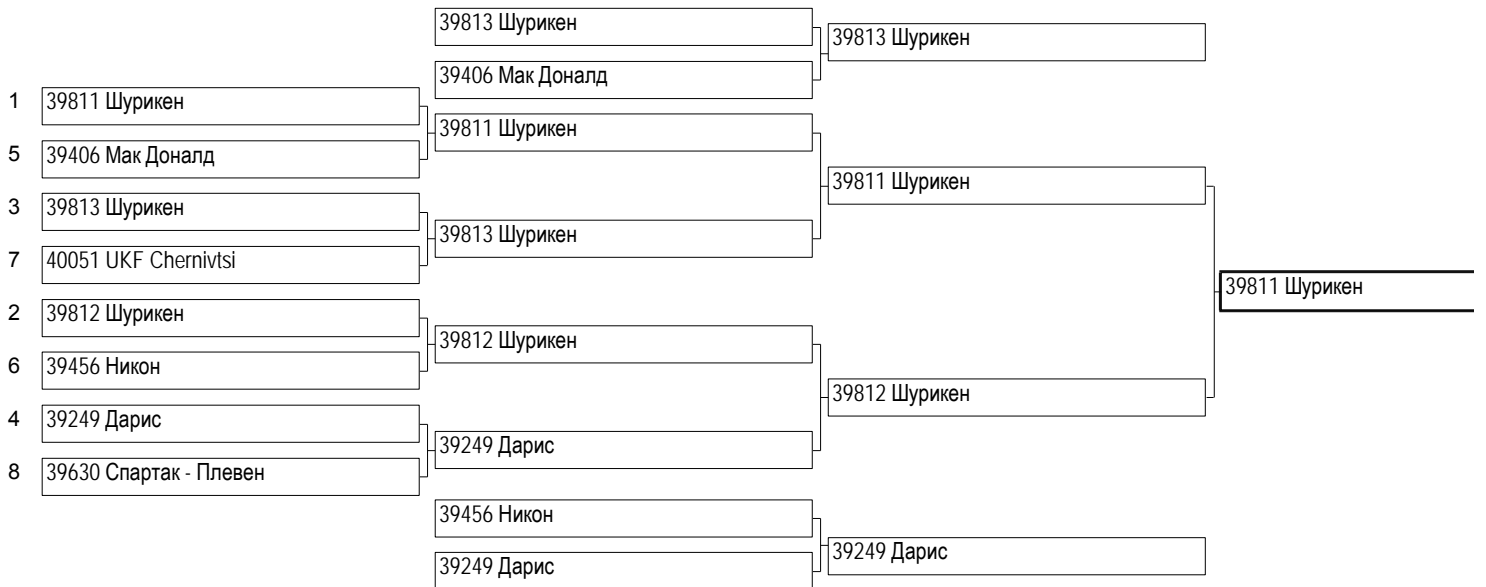 39813 Шурикен
39813 Шурикен
39406 Мак Доналд
1 39811 Шурикен
39811 Шурикен
5 39406 Мак Доналд
39811 Шурикен
3 39813 Шурикен
39813 Шурикен
7 40051 UKF Chernivtsi
39811 Шурикен
2 39812 Шурикен
39812 Шурикен
6 39456 Никон
39812 Шурикен
4 39249 Дарис
39249 Дарис
8 39630 Спартак - Плевен
39456 Никон
39249 Дарис
39249 Дарис